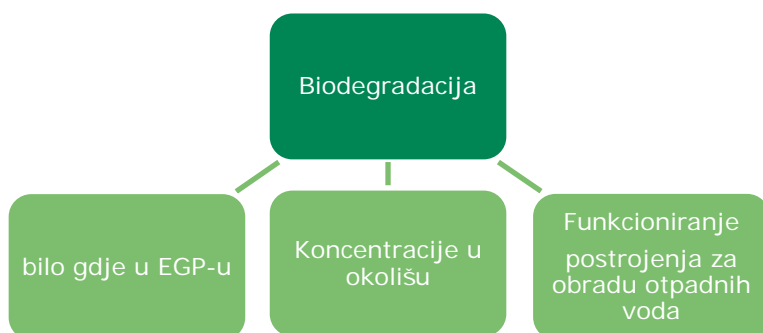 Biodegradacija
bilo gdje u EGP-u
Koncentracije u
okolišu
Funkcioniranje
postrojenja za
obradu otpadnih
voda